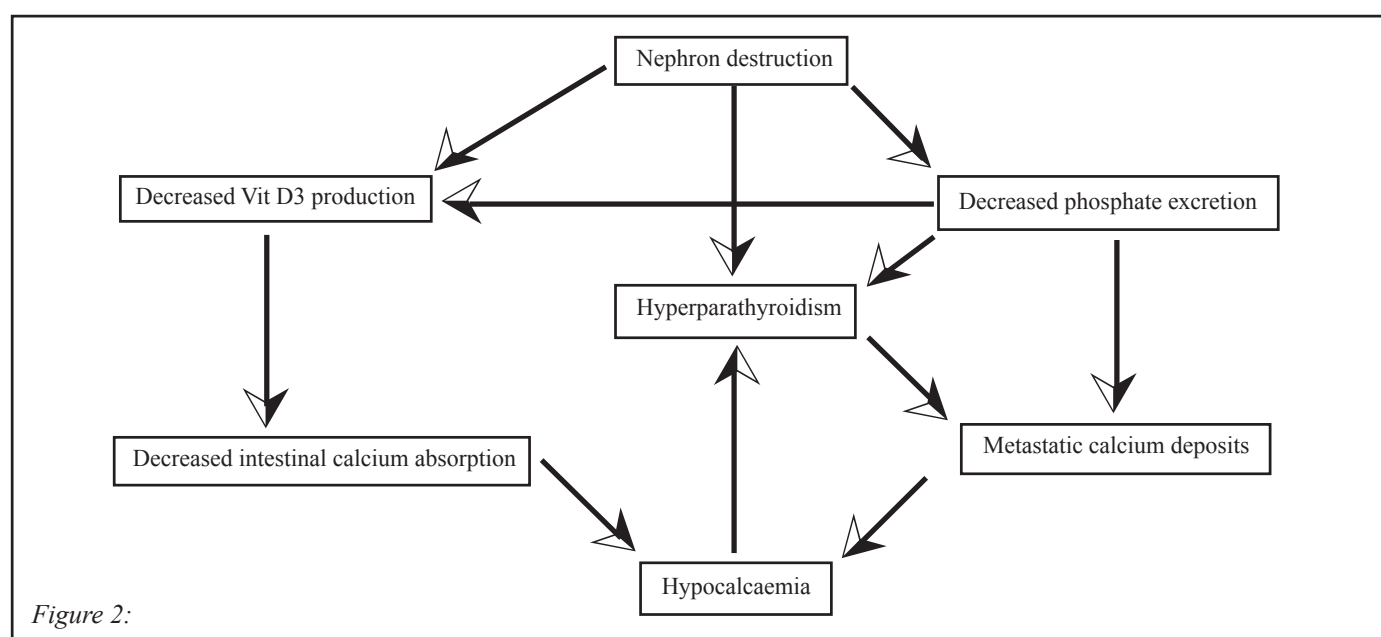 Nephron destruction
Decreased Vit D3 production
Decreased phosphate excretion
Hyperparathyroidism
Decreased intestinal calcium absorption
Metastatic calcium deposits
Hypocalcaemia
Figure 2: